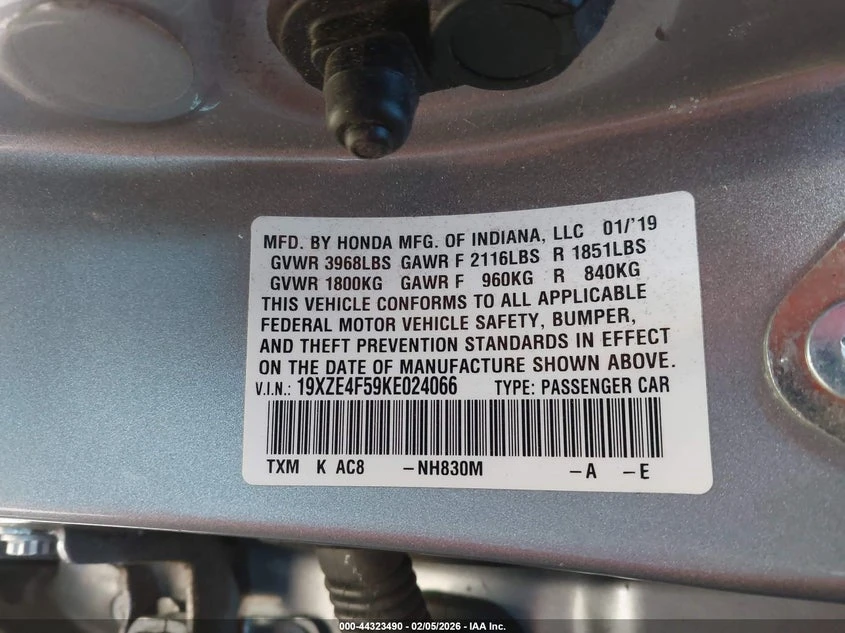 MFD. BY HONDA MFG. OF INDIANA, LLC 01/'19
GVWR 3968LBS GAWR F 2116LBS R 1851LBS
GVWR 1800KG GAWR F 960KG R 840KG
THIS VEHICLE CONFORMS TO ALL APPLICABLE
FEDERAL MOTOR VEHICLE SAFETY, BUMPER,
AND THEFT PREVENTION STANDARDS IN EFFECT
ON THE DATE OF MANUFACTURE SHOWN ABOVE.
V.I.N.: 19XZE4F59KE024066 TYPE: PASSENGER CAR
TXM K AC8 –NH830M –A –E
000-44323490 - 02/05/2026 - IAA Inc.